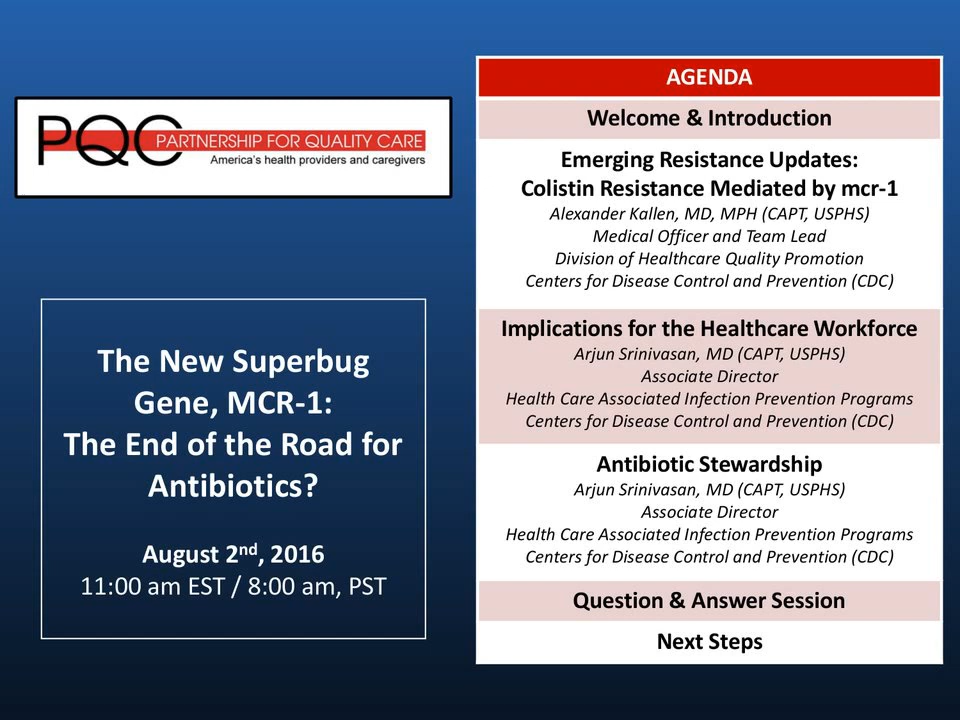 PQC PARTNERSHIP FOR QUALITY CARE
America's health providers and caregivers
The New Superbug
Gene, MCR-1:
The End of the Road for
Antibiotics?
August 2nd, 2016
11:00 am EST / 8:00 am, PST
AGENDA
Welcome & Introduction
Emerging Resistance Updates:
Colistin Resistance Mediated by mcr-1
Alexander Kallen, MD, MPH (CAPT, USPHS)
Medical Officer and Team Lead
Division of Healthcare Quality Promotion
Centers for Disease Control and Prevention (CDC)
Implications for the Healthcare Workforce
Arjun Srinivasan, MD (CAPT, USPHS)
Associate Director
Health Care Associated Infection Prevention Programs
Centers for Disease Control and Prevention (CDC)
Antibiotic Stewardship
Arjun Srinivasan, MD (CAPT, USPHS)
Associate Director
Health Care Associated Infection Prevention Programs
Centers for Disease Control and Prevention (CDC)
Question & Answer Session
Next Steps